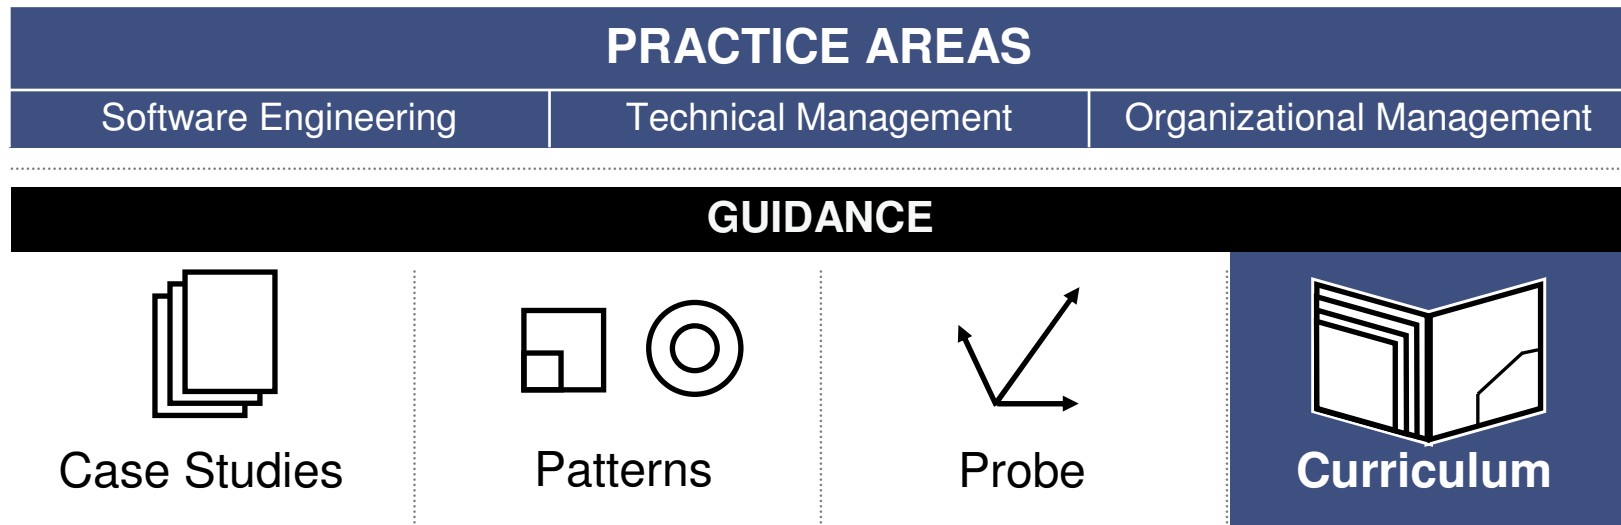 PRACTICE AREAS
Software Engineering
Technical Management
Organizational Management
GUIDANCE
Case Studies
Patterns
Probe
Curriculum